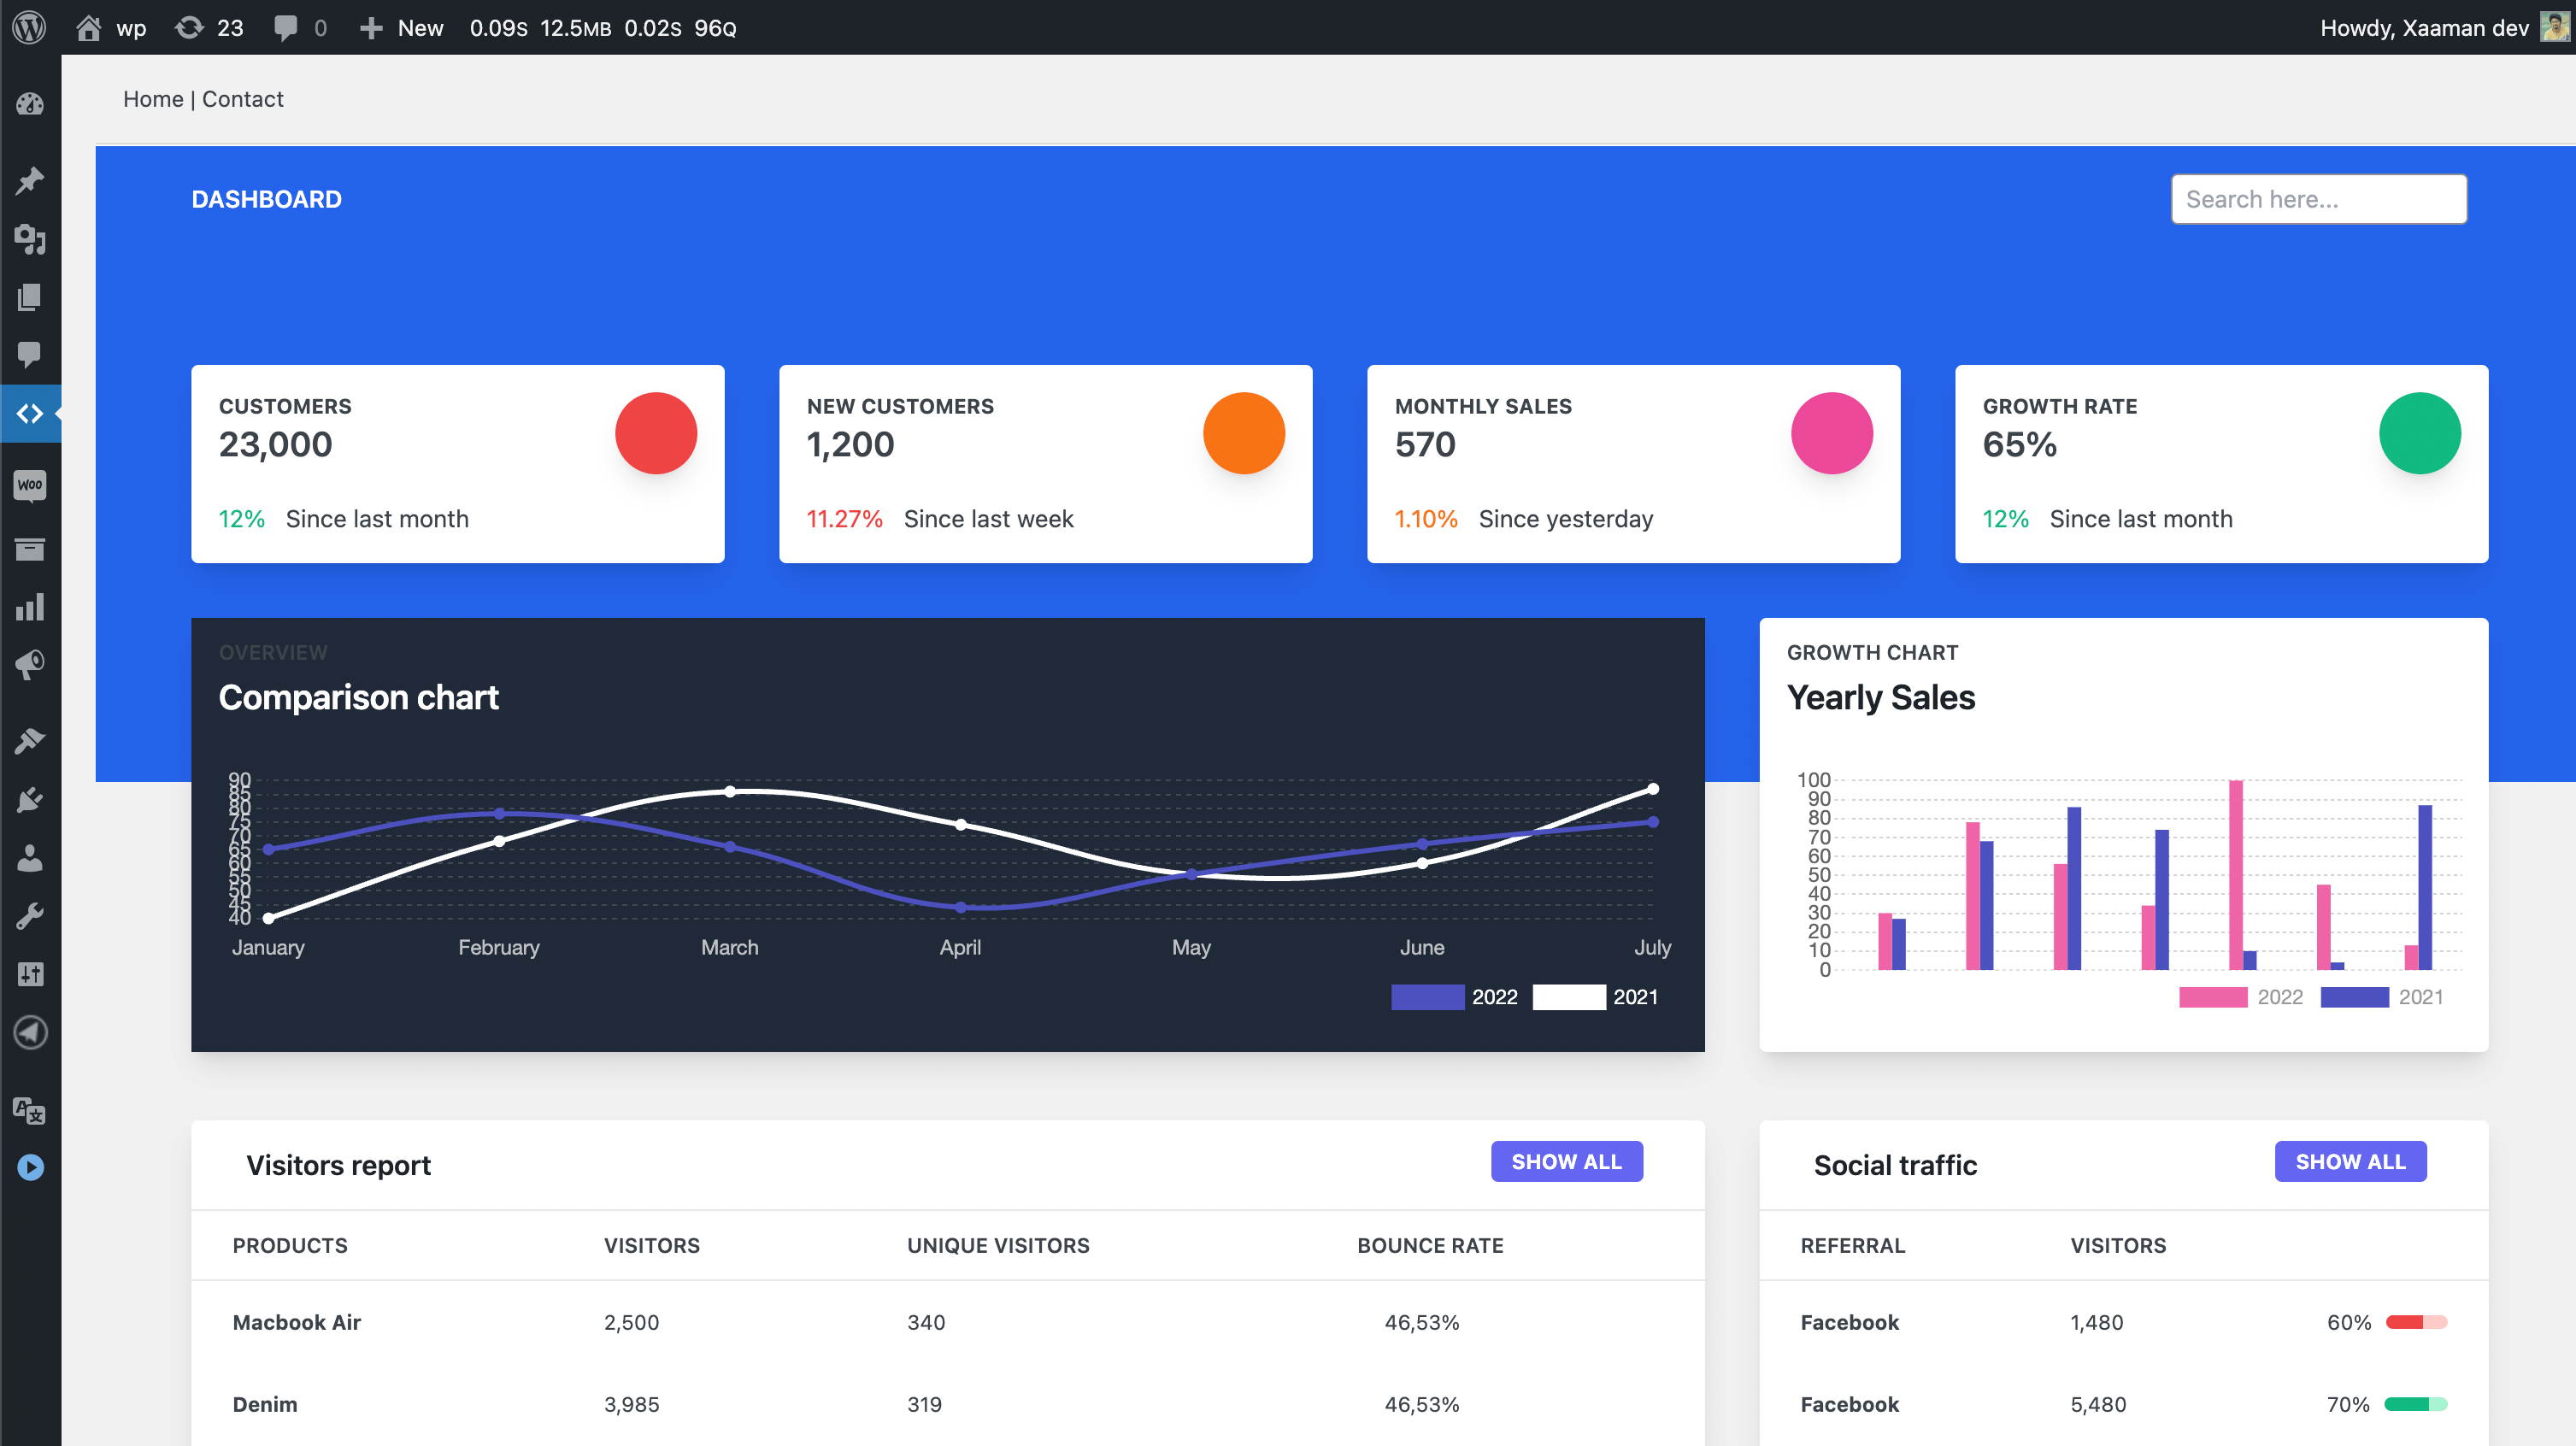 wp 23 0 New 0.09S 12.5MB 0.02S 96Q Howdy, Xaaman dev
Home | Contact
DASHBOARD
Search here...
CUSTOMERS
23,000
12% Since last month
NEW CUSTOMERS
1,200
11.27% Since last week
MONTHLY SALES
570
1.10% Since yesterday
GROWTH RATE
65%
12% Since last month
Woo
OVERVIEW
Comparison chart
90
85
80
75
70
65
60
55
50
45
40
January February March April May June July
2022 2021
GROWTH CHART
Yearly Sales
100
90
80
70
60
50
40
30
20
10
0
2022 2021
Visitors report SHOW ALL
PRODUCTS VISITORS UNIQUE VISITORS BOUNCE RATE
Macbook Air 2,500 340 46,53%
Denim 3,985 319 46,53%
Social traffic SHOW ALL
REFERRAL VISITORS
Facebook 1,480 60%
Facebook 5,480 70%